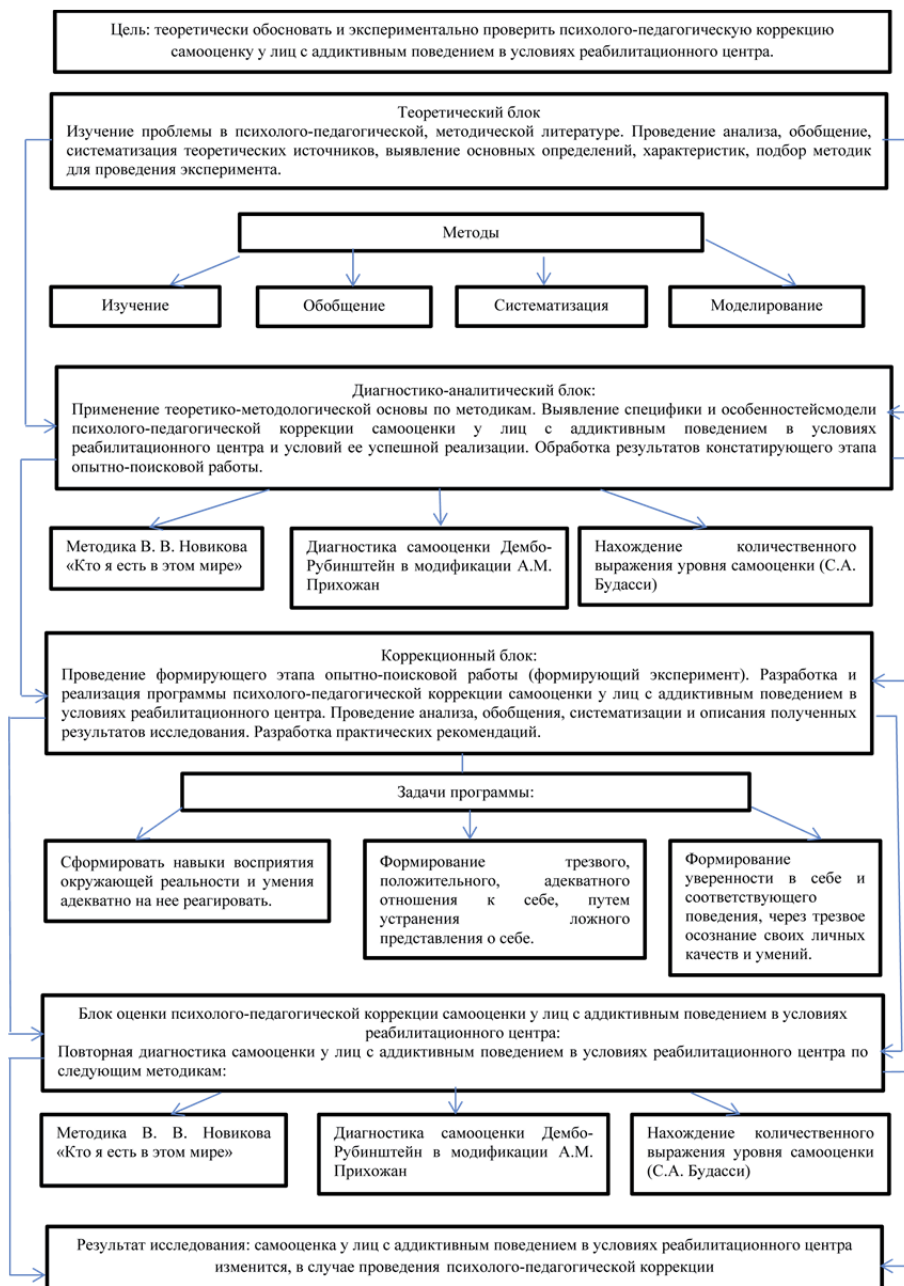 Цель: теоретически обосновать и экспериментально проверить психолого-педагогическую коррекцию
самооценку у лиц с аддиктивным поведением в условиях реабилитационного центра.
Теоретический блок
Изучение проблемы в психолого-педагогической, методической литературе. Проведение анализа, обобщение,
систематизация теоретических источников, выявление основных определений, характеристик, подбор методик
для проведения эксперимента.
Методы
Изучение
Обобщение
Систематизация
Моделирование
Диагностико-аналитический блок:
Применение теоретико-методологической основы по методикам. Выявление специфики и особенностеймодели
психолого-педагогической коррекции самооценки у лиц с аддиктивным поведением в условиях
реабилитационного центра и условий ее успешной реализации. Обработка результатов констатирующего этапа
опытно-поисковой работы.
Методика В. В. Новикова
«Кто я есть в этом мире»
Диагностика самооценки Дембо-
Рубинштейн в модификации А.М.
Прихожан
Нахождение количественного
выражения уровня самооценки (С.А.
Будасси)
Коррекционный блок:
Проведение формирующего этапа опытно-поисковой работы (формирующий эксперимент). Разработка и
реализация программы психолого-педагогической коррекции самооценки у лиц с аддиктивным поведением в
условиях реабилитационного центра. Проведение анализа, обобщения, систематизации и описания полученных
результатов исследования. Разработка практических рекомендаций.
Задачи программы:
Сформировать навыки восприятия
окружающей реальности и умения
адекватно на нее реагировать.
Формирование трезвого,
положительного, адекватного
отношения к себе, путем
устранения ложного
представления о себе.
Формирование
уверенности в себе и
соответствующего
поведения, через трезвое
осознание своих личных
качеств и умений.
Блок оценки психолого-педагогической коррекции самооценки у лиц с аддиктивным поведением в условиях
реабилитационного центра:
Повторная диагностика самооценки у лиц с аддиктивным поведением в условиях реабилитационного центра по
следующим методикам:
Методика В. В. Новикова
«Кто я есть в этом мире»
Диагностика самооценки Дембо-
Рубинштейн в модификации А.М.
Прихожан
Нахождение количественного
выражения уровня самооценки
(С.А. Будасси)
Результат исследования: самооценка у лиц с аддиктивным поведением в условиях реабилитационного центра
изменится, в случае проведения психолого-педагогической коррекции